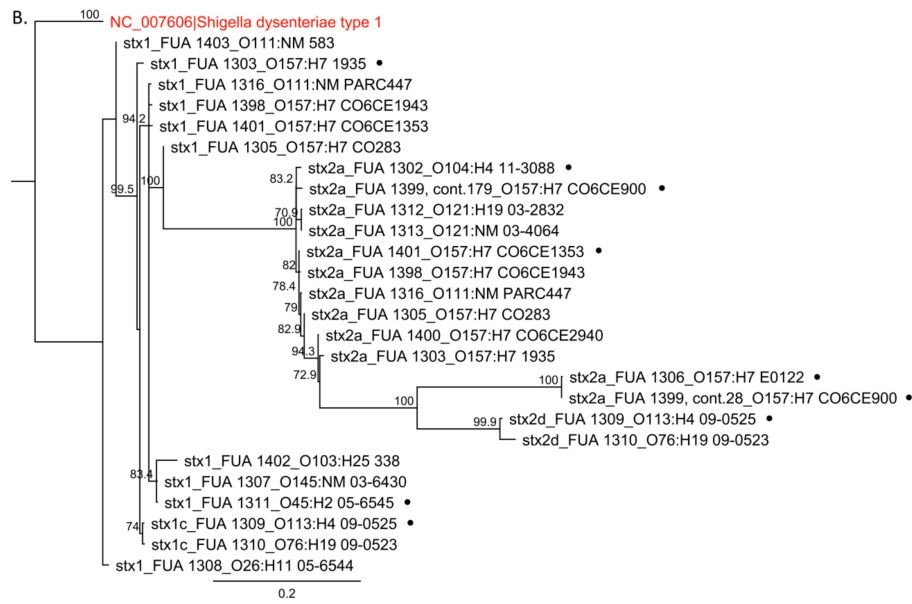 B.
100
NC_007606|Shigella dysenteriae type 1
stx1_FUA 1403_O111:NM 583
stx1_FUA 1303_O157:H7 1935 •
stx1_FUA 1316_O111:NM PARC447
stx1_FUA 1398_O157:H7 CO6CE1943
94.2
stx1_FUA 1401_O157:H7 CO6CE1353
stx1_FUA 1305_O157:H7 CO283
stx2a_FUA 1302_O104:H4 11-3088 •
83.2
100
99.5
stx2a_FUA 1399, cont.179_O157:H7 CO6CE900 •
70.9
stx2a_FUA 1312_O121:H19 03-2832
100
stx2a_FUA 1313_O121:NM 03-4064
stx2a_FUA 1401_O157:H7 CO6CE1353 •
82
stx2a_FUA 1398_O157:H7 CO6CE1943
78.4
stx2a_FUA 1316_O111:NM PARC447
79
stx2a_FUA 1305_O157:H7 CO283
82.9
stx2a_FUA 1400_O157:H7 CO6CE2940
94.3
stx2a_FUA 1303_O157:H7 1935
72.9
stx2a_FUA 1306_O157:H7 E0122 •
100
stx2a_FUA 1399, cont.28_O157:H7 CO6CE900 •
100
stx2d_FUA 1309_O113:H4 09-0525 •
99.9
stx2d_FUA 1310_O76:H19 09-0523
stx1_FUA 1402_O103:H25 338
83.4
stx1_FUA 1307_O145:NM 03-6430
stx1_FUA 1311_O45:H2 05-6545 •
stx1c_FUA 1309_O113:H4 09-0525 •
74
stx1c_FUA 1310_O76:H19 09-0523
stx1_FUA 1308_O26:H11 05-6544
0.2